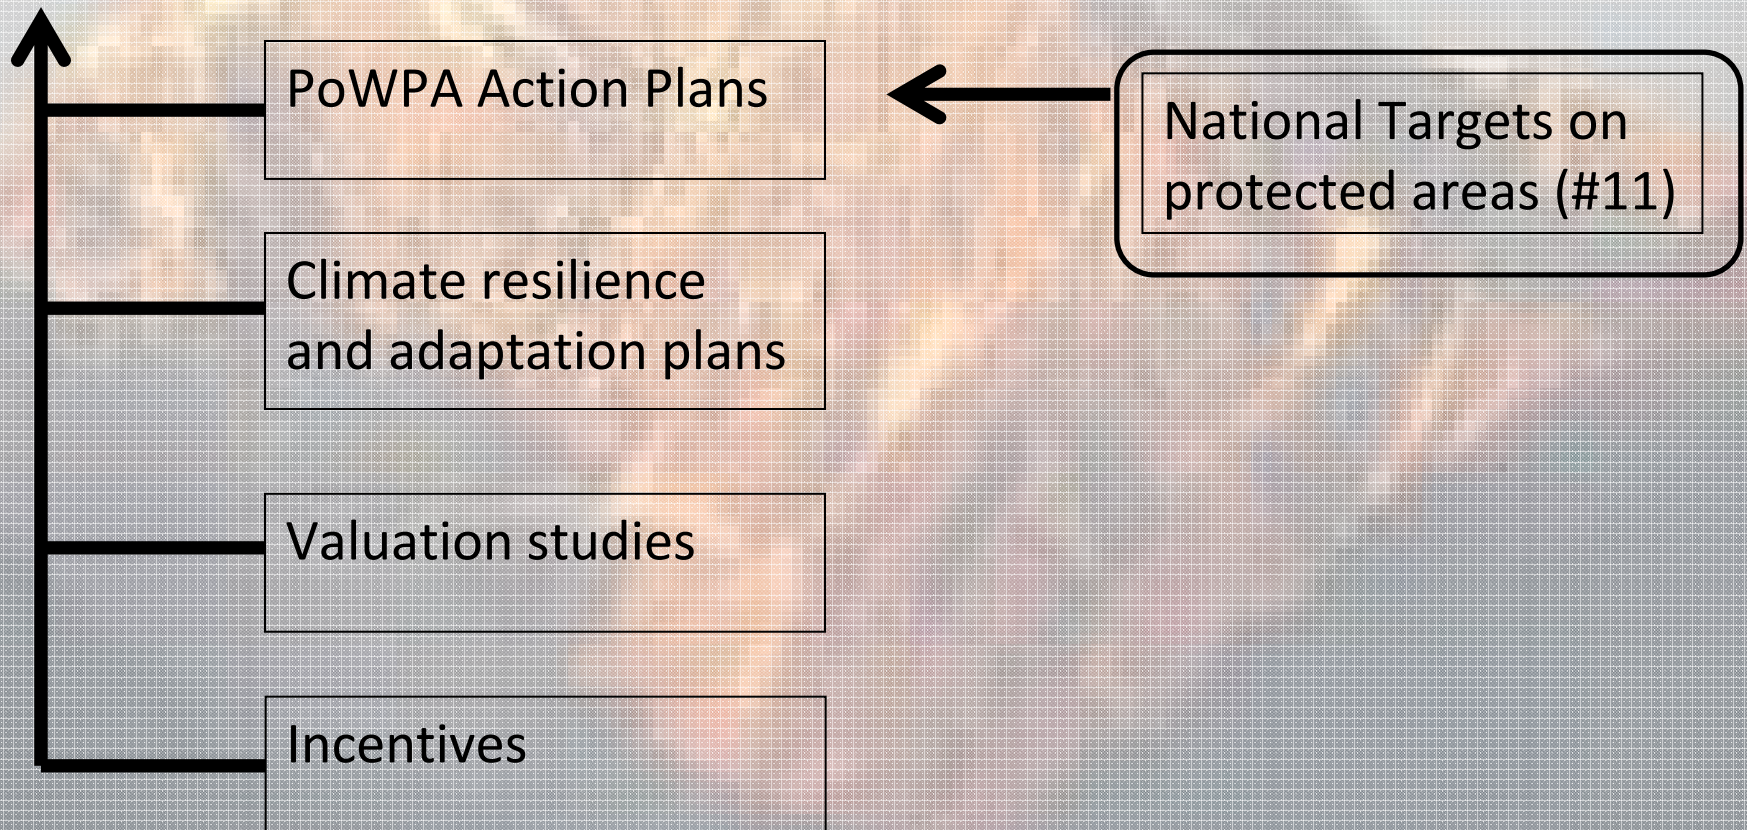 PoWPA Action Plans
National Targets on
protected areas (#11)
Climate resilience
and adaptation plans
Valuation studies
Incentives